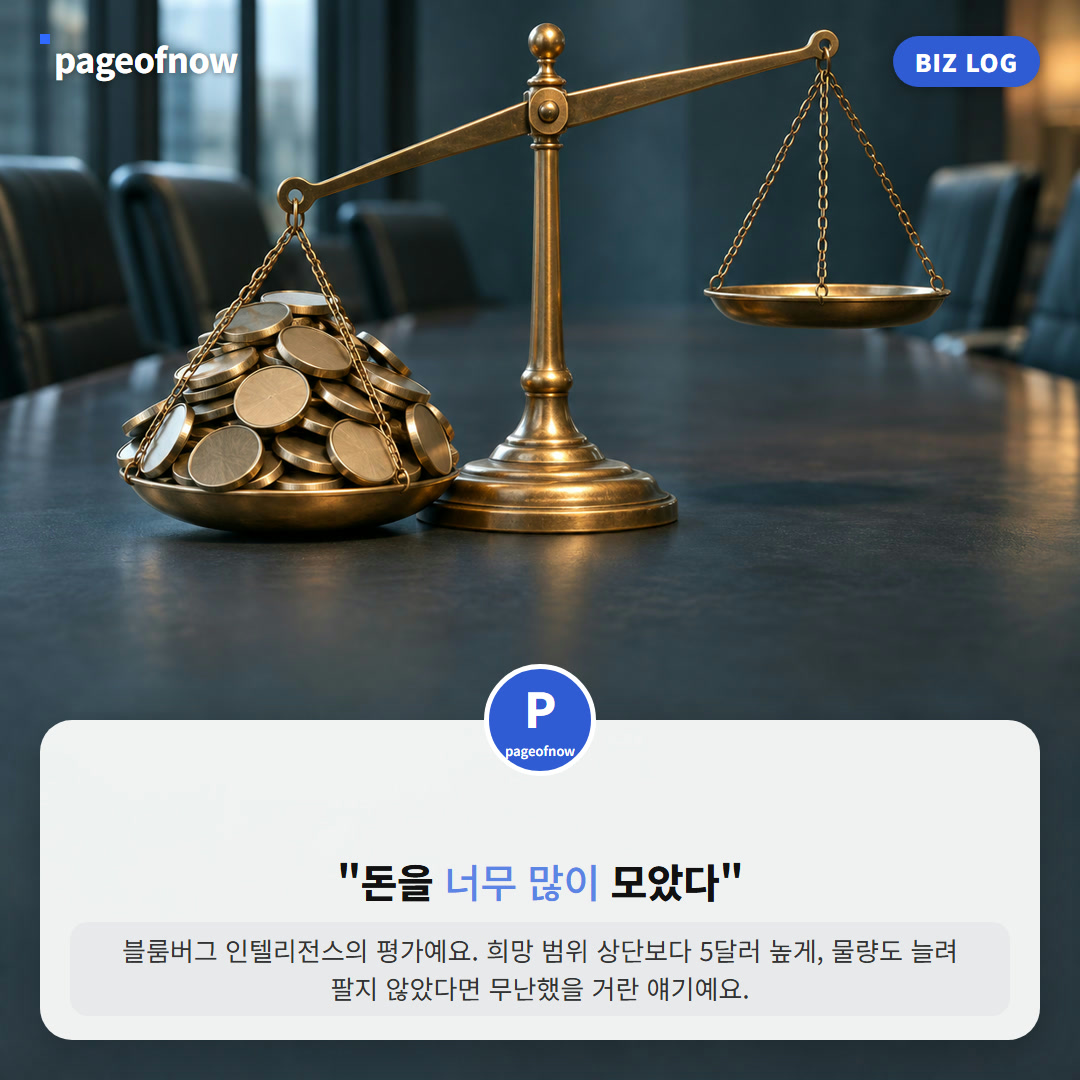 pageofnow
BIZ LOG
P
pageofnow
"돈을 너무 많이 모았다"
블룸버그 인텔리전스의 평가예요. 희망 범위 상단보다 5달러 높게, 물량도 늘려
팔지 않았다면 무난했을 거란 얘기예요.